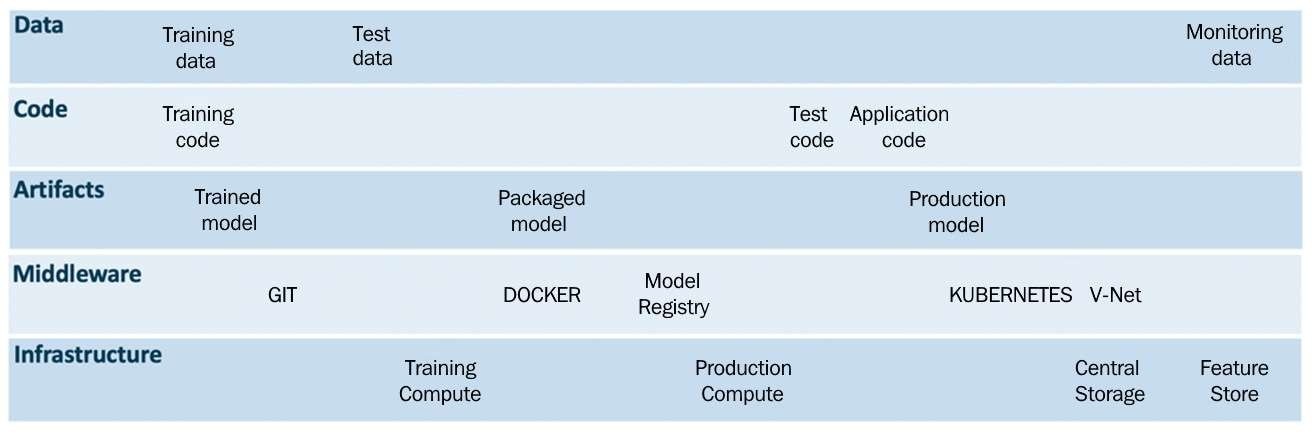 Data
Training
data
Test
data
Monitoring
data
Code
Training
code
Test
code
Application
code
Artifacts
Trained
model
Packaged
model
Production
model
Middleware
GIT
DOCKER
Model
Registry
KUBERNETES
V-Net
Infrastructure
Training
Compute
Production
Compute
Central
Storage
Feature
Store